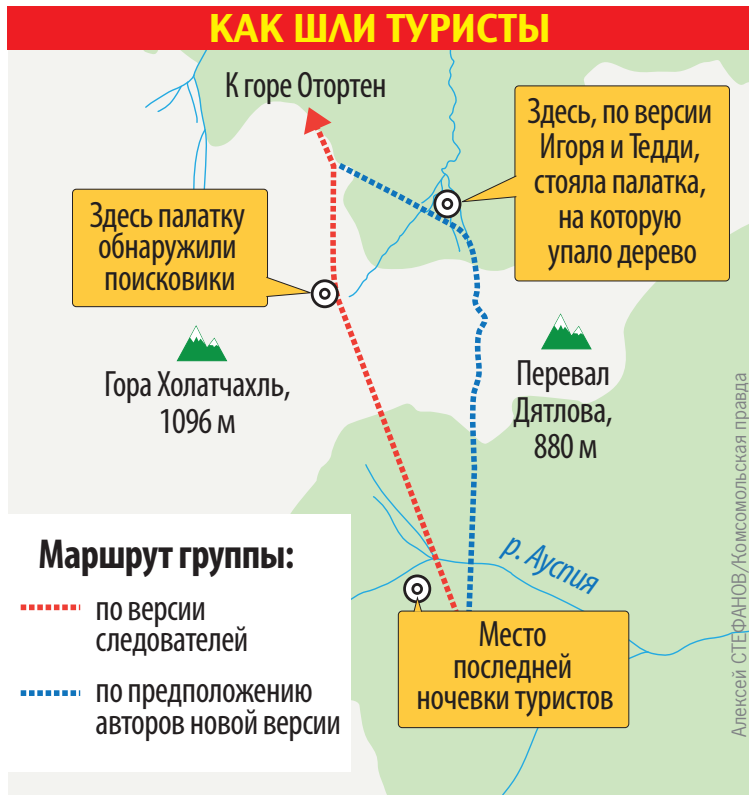 КАК ШЛИ ТУРИСТЫ
К горе Отортен
Здесь, по версии
Игоря и Тедди,
стояла палатка,
на которую
упало дерево
Здесь палатку
обнаружили
поисковики
Гора Холатчахль,
1096 м
Перевал
Дятлова,
880 м
Маршрут группы:
по версии
следователей
по предположению
авторов новой версии
р. Ауспия
Место
последней
ночевки туристов
Алексей СТЕФАНОВ/Комсомольская правда